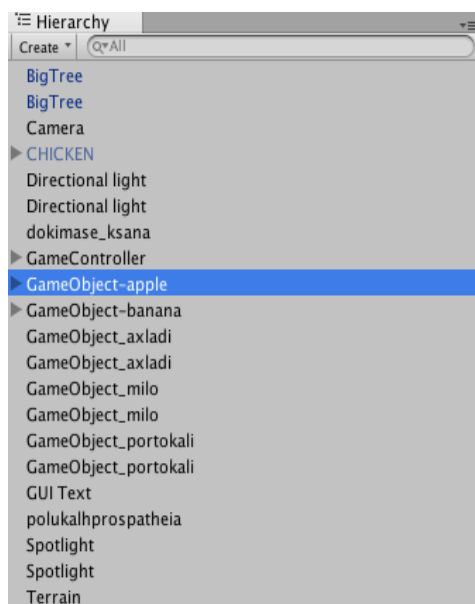 Hierarchy
Create All
BigTree
BigTree
Camera
CHICKEN
Directional light
Directional light
dokimase_ksana
GameController
GameObject-apple
GameObject-banana
GameObject_axladi
GameObject_axladi
GameObject_milo
GameObject_milo
GameObject_portokali
GameObject_portokali
GUI Text
polukalhprospatheia
Spotlight
Spotlight
Terrain